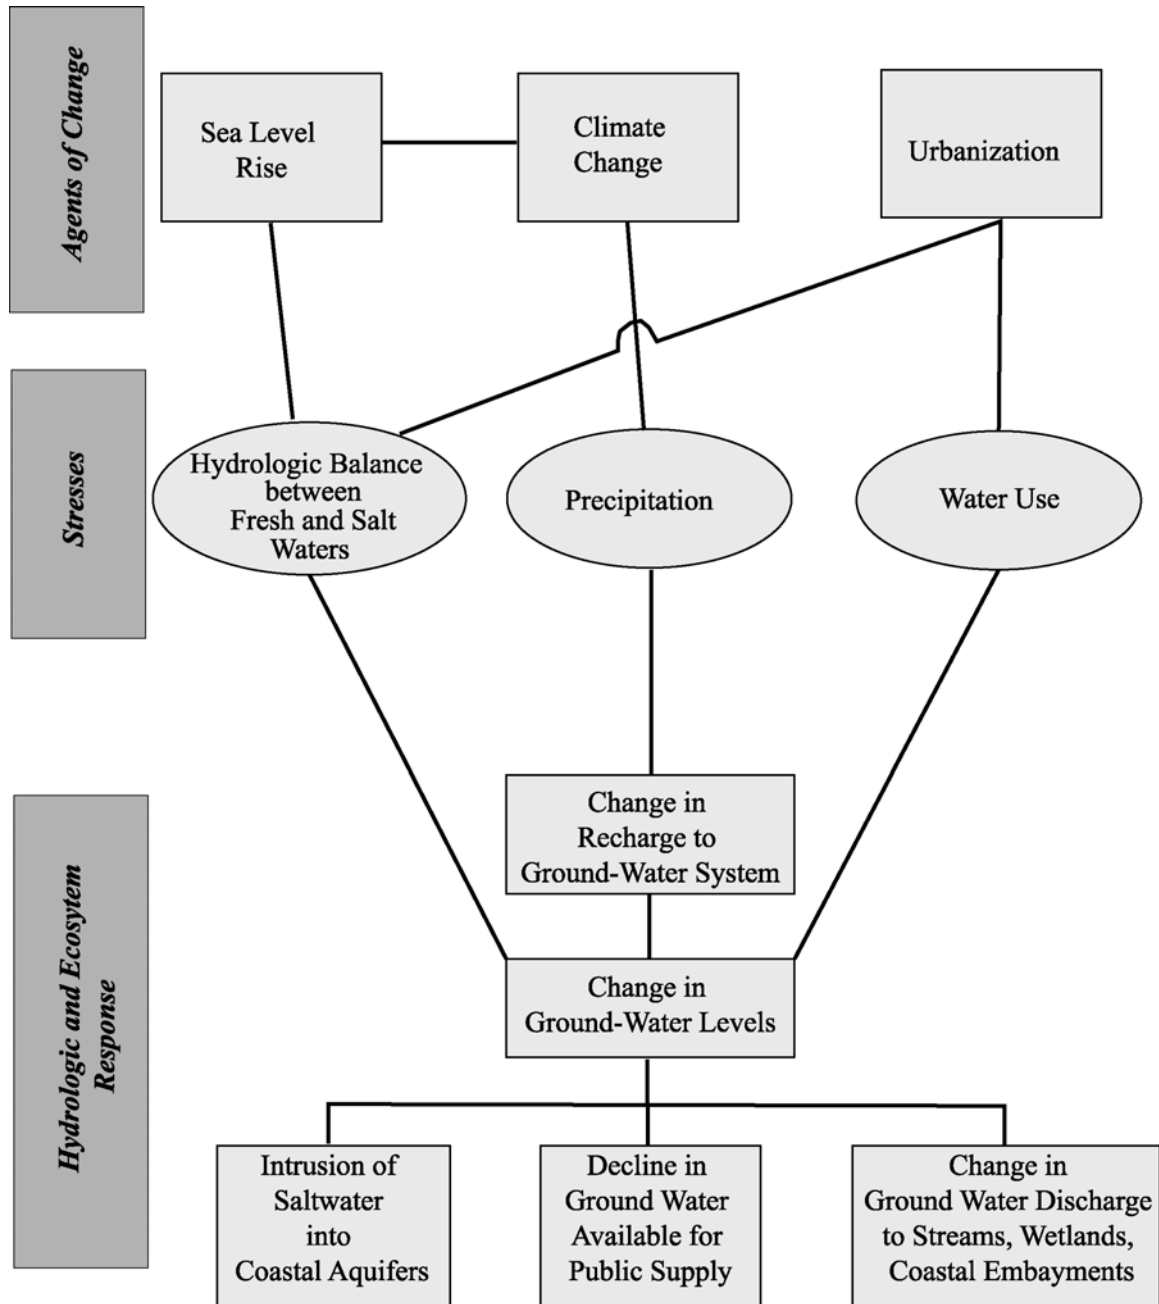 Agents of Change
Sea Level
Rise
Climate
Change
Urbanization
Stresses
Hydrologic Balance
between
Fresh and Salt
Waters
Precipitation
Water Use
Hydrologic and Ecosytem
Response
Change in
Recharge to
Ground-Water System
Change in
Ground-Water Levels
Intrusion of
Saltwater
into
Coastal Aquifers
Decline in
Ground Water
Available for
Public Supply
Change in
Ground Water Discharge
to Streams, Wetlands,
Coastal Embayments